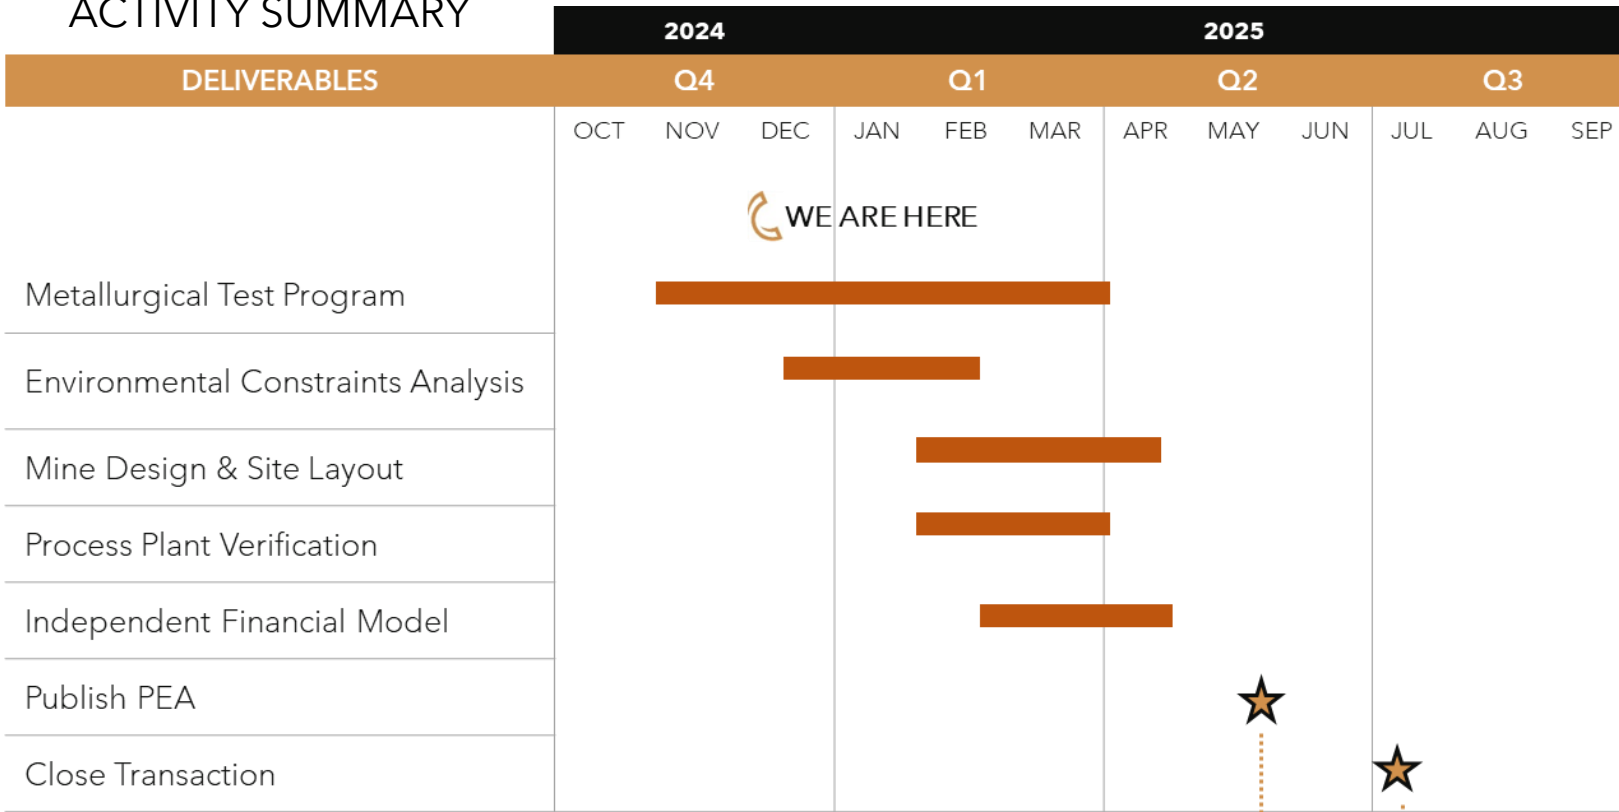 ACTIVITY SUMMARY
2024 2025
DELIVERABLES Q4 Q1 Q2 Q3
OCT NOV DEC JAN FEB MAR APR MAY JUN JUL AUG SEP
WE ARE HERE
Metallurgical Test Program
Environmental Constraints Analysis
Mine Design & Site Layout
Process Plant Verification
Independent Financial Model
Publish PEA
Close Transaction